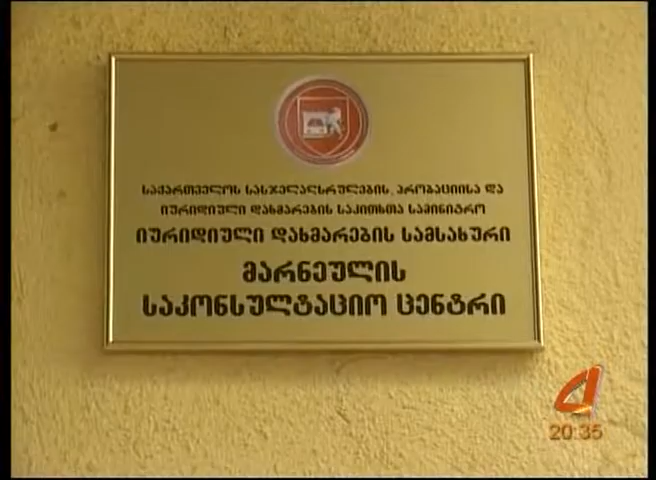 საქართველოს სასჯელაღსრულების, პრობაციისა და
იურიდიული დახმარების საკითხთა სამინისტრო
იურიდიული დახმარების სამსახური
მარნეულის
საკონსულტაციო ცენტრი
20:35